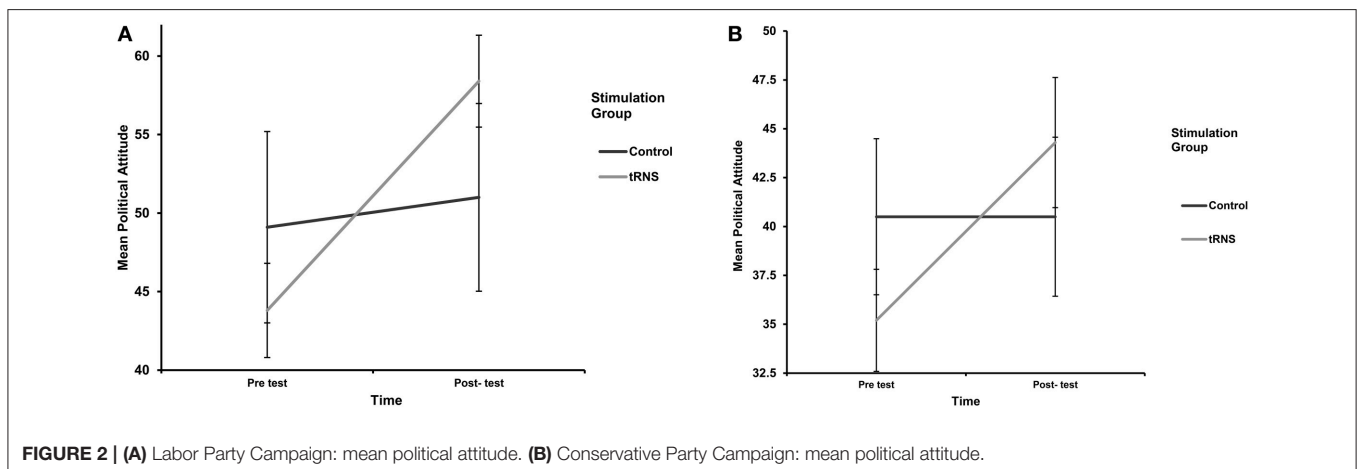 A
60
55
50
45
40
Mean Political Attitude
Pre test
Post- test
Time
Stimulation
Group
Control
tRNS
B
50
47.5
45
42.5
40
37.5
35
32.5
Mean Political Attitude
Pre test
Post- test
Time
Stimulation
Group
Control
tRNS
FIGURE 2 | (A) Labor Party Campaign: mean political attitude. (B) Conservative Party Campaign: mean political attitude.